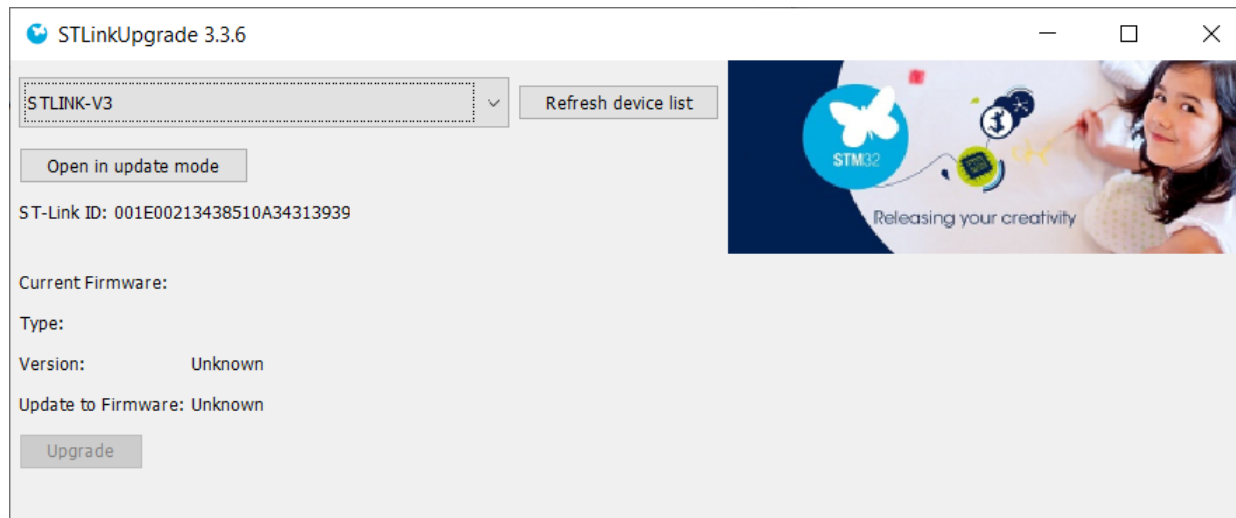 STLinkUpgrade 3.3.6
STLINK-V3
Refresh device list
Open in update mode
STM32
ST-Link ID: 001E00213438510A34313939
Releasing your creativity
Current Firmware:
Type:
Version: Unknown
Update to Firmware: Unknown
Upgrade